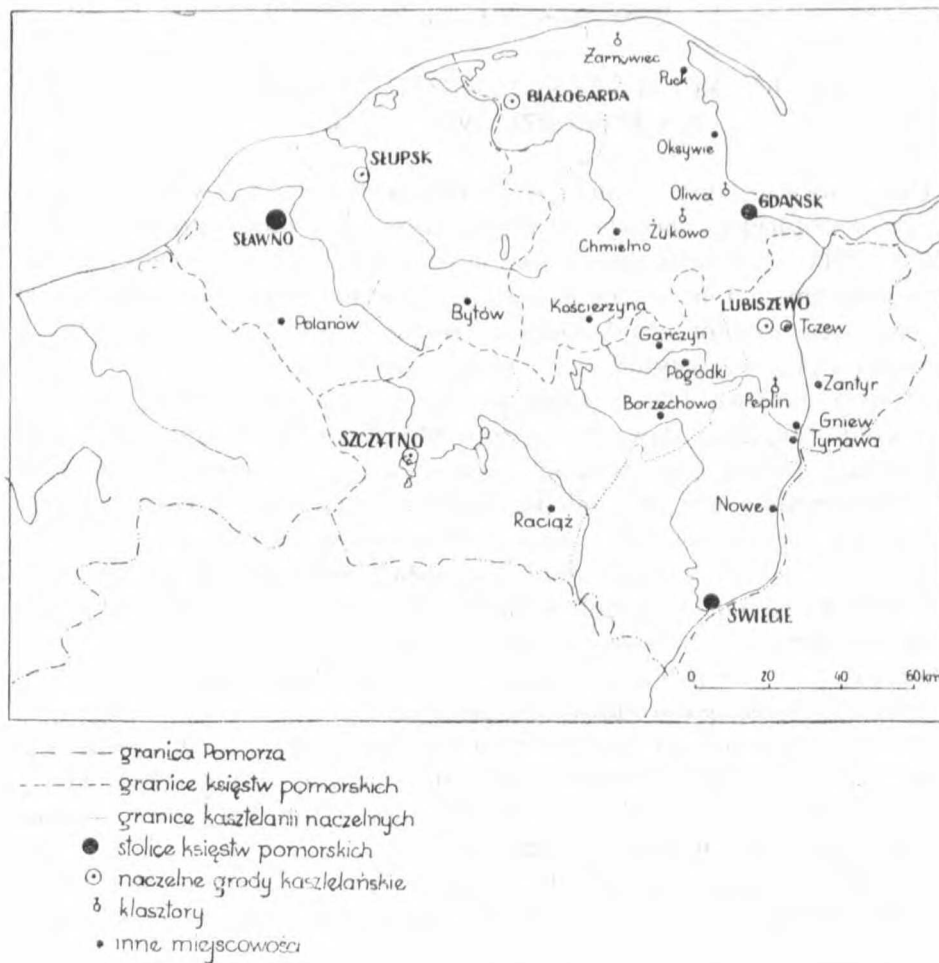 Żarnowiec
Puck
BIAŁOGARDA
Oksywie
SŁUPSK
Oliwa
GDAŃSK
SŁAWNO
Żukowo
Chmielno
LUBISZEWO
Bytów
Kościerzyna
Tczew
Polanów
Garczyn
Pogódki
Zantyr
Peplin
Borzechowo
Gniew
SZCZYTNO
Tymawa
Raciąż
Nowe
ŚWIECIE
0 20 40 60 km
granica Pomorza
granice księstw pomorskich
granice kasztelanii naczelnych
stolice księstw pomorskich
naczelne grody kasztelańskie
klasztory
inne miejscowości